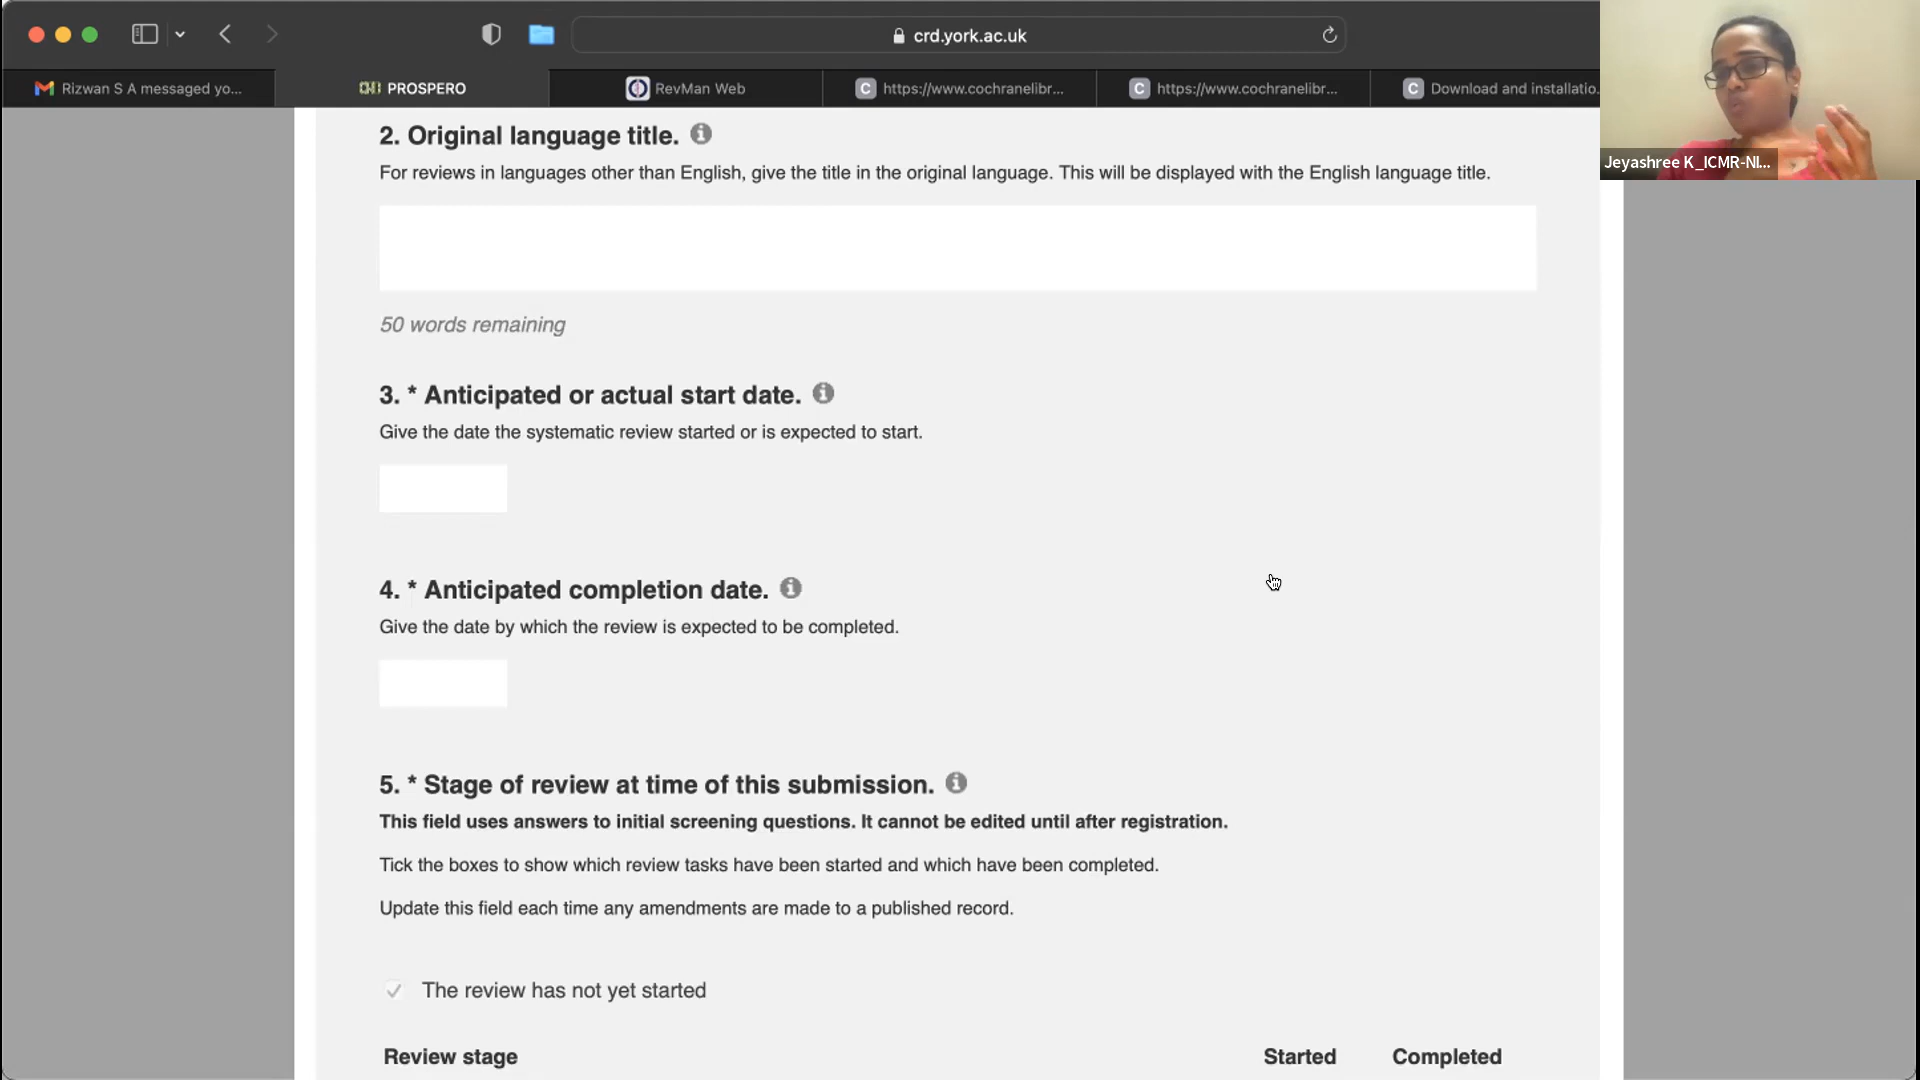 crd.york.ac.uk
Rizwan S A messaged yo...
PROSPERO
RevMan Web
https://www.cochranelibr...
https://www.cochranelibr...
Download and installatio.
Jeyashree K_ICMR-NI...
2. Original language title.
For reviews in languages other than English, give the title in the original language. This will be displayed with the English language title.
50 words remaining
3. * Anticipated or actual start date.
Give the date the systematic review started or is expected to start.
4. * Anticipated completion date.
Give the date by which the review is expected to be completed.
5. * Stage of review at time of this submission.
This field uses answers to initial screening questions. It cannot be edited until after registration.
Tick the boxes to show which review tasks have been started and which have been completed.
Update this field each time any amendments are made to a published record.
The review has not yet started
Review stage Started Completed